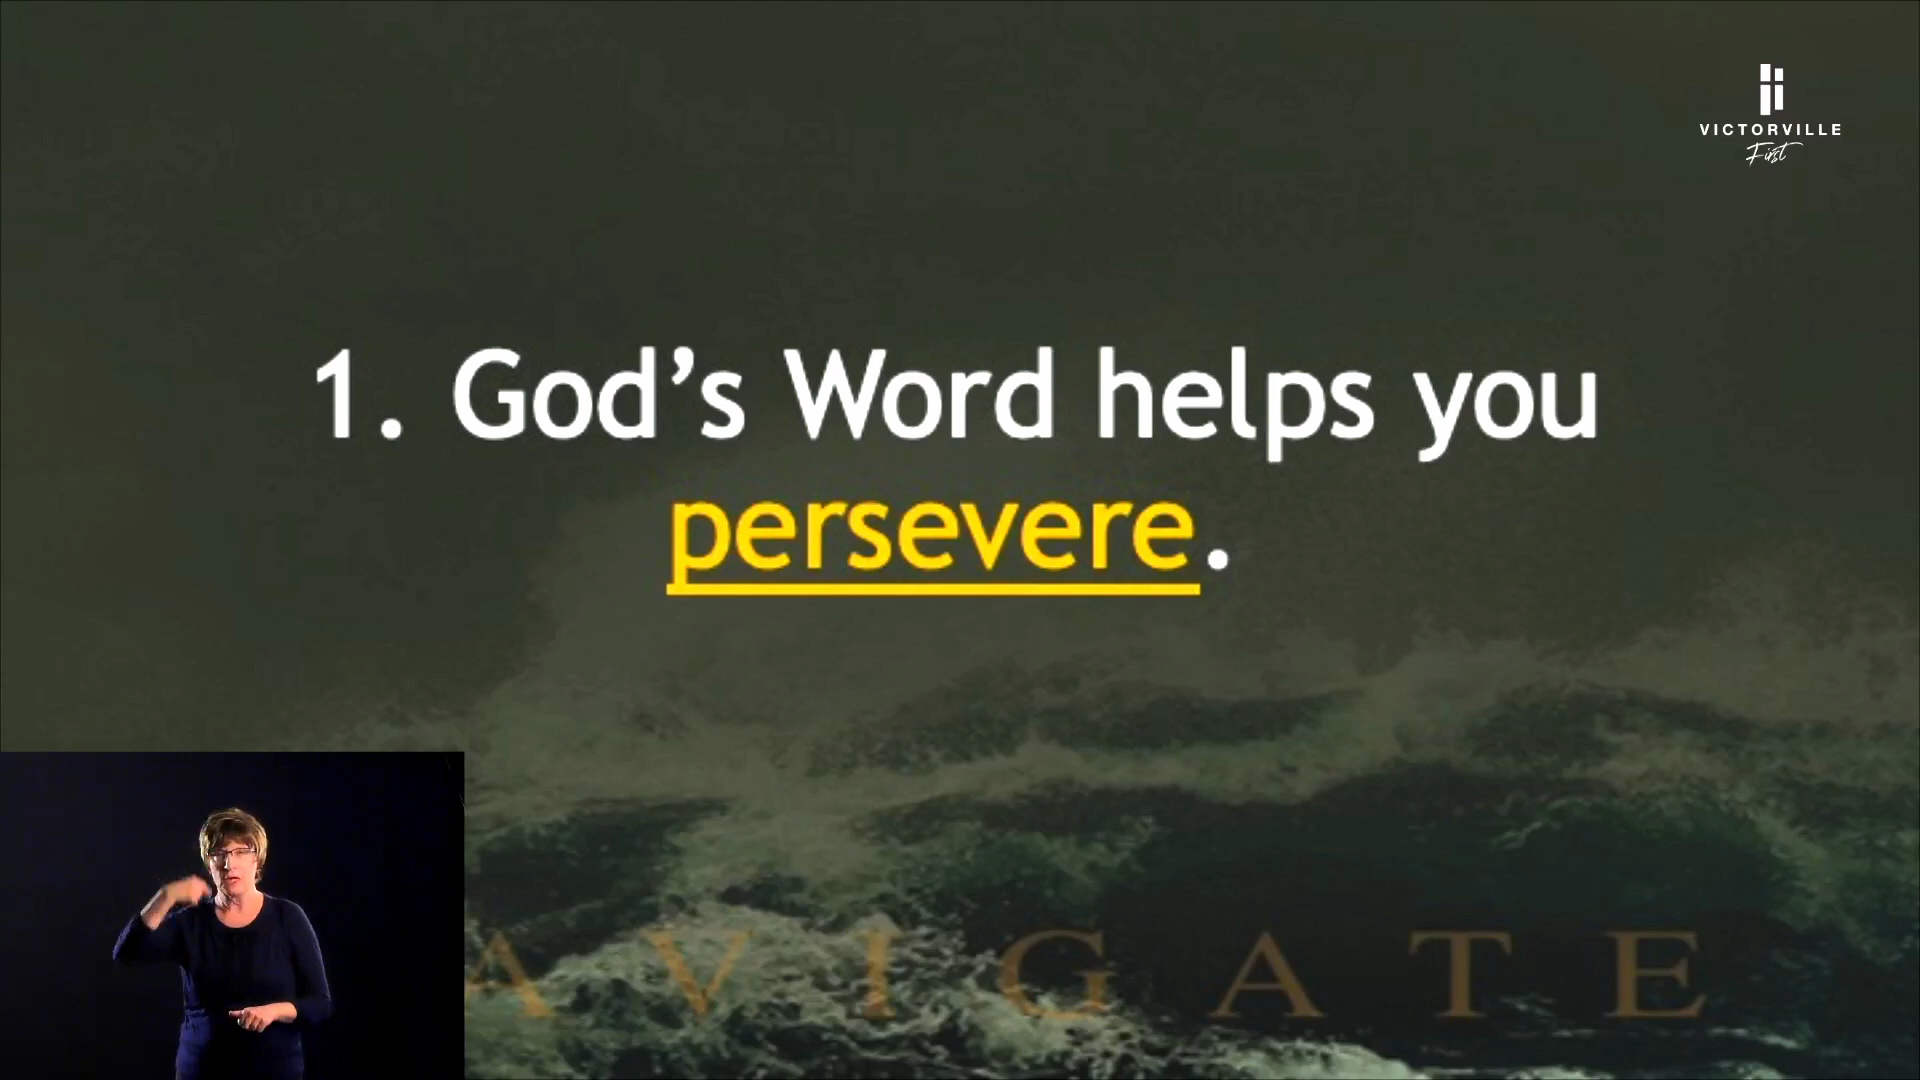 VICTORVILLE
First
1. God’s Word helps you
persevere.
AVIGATE